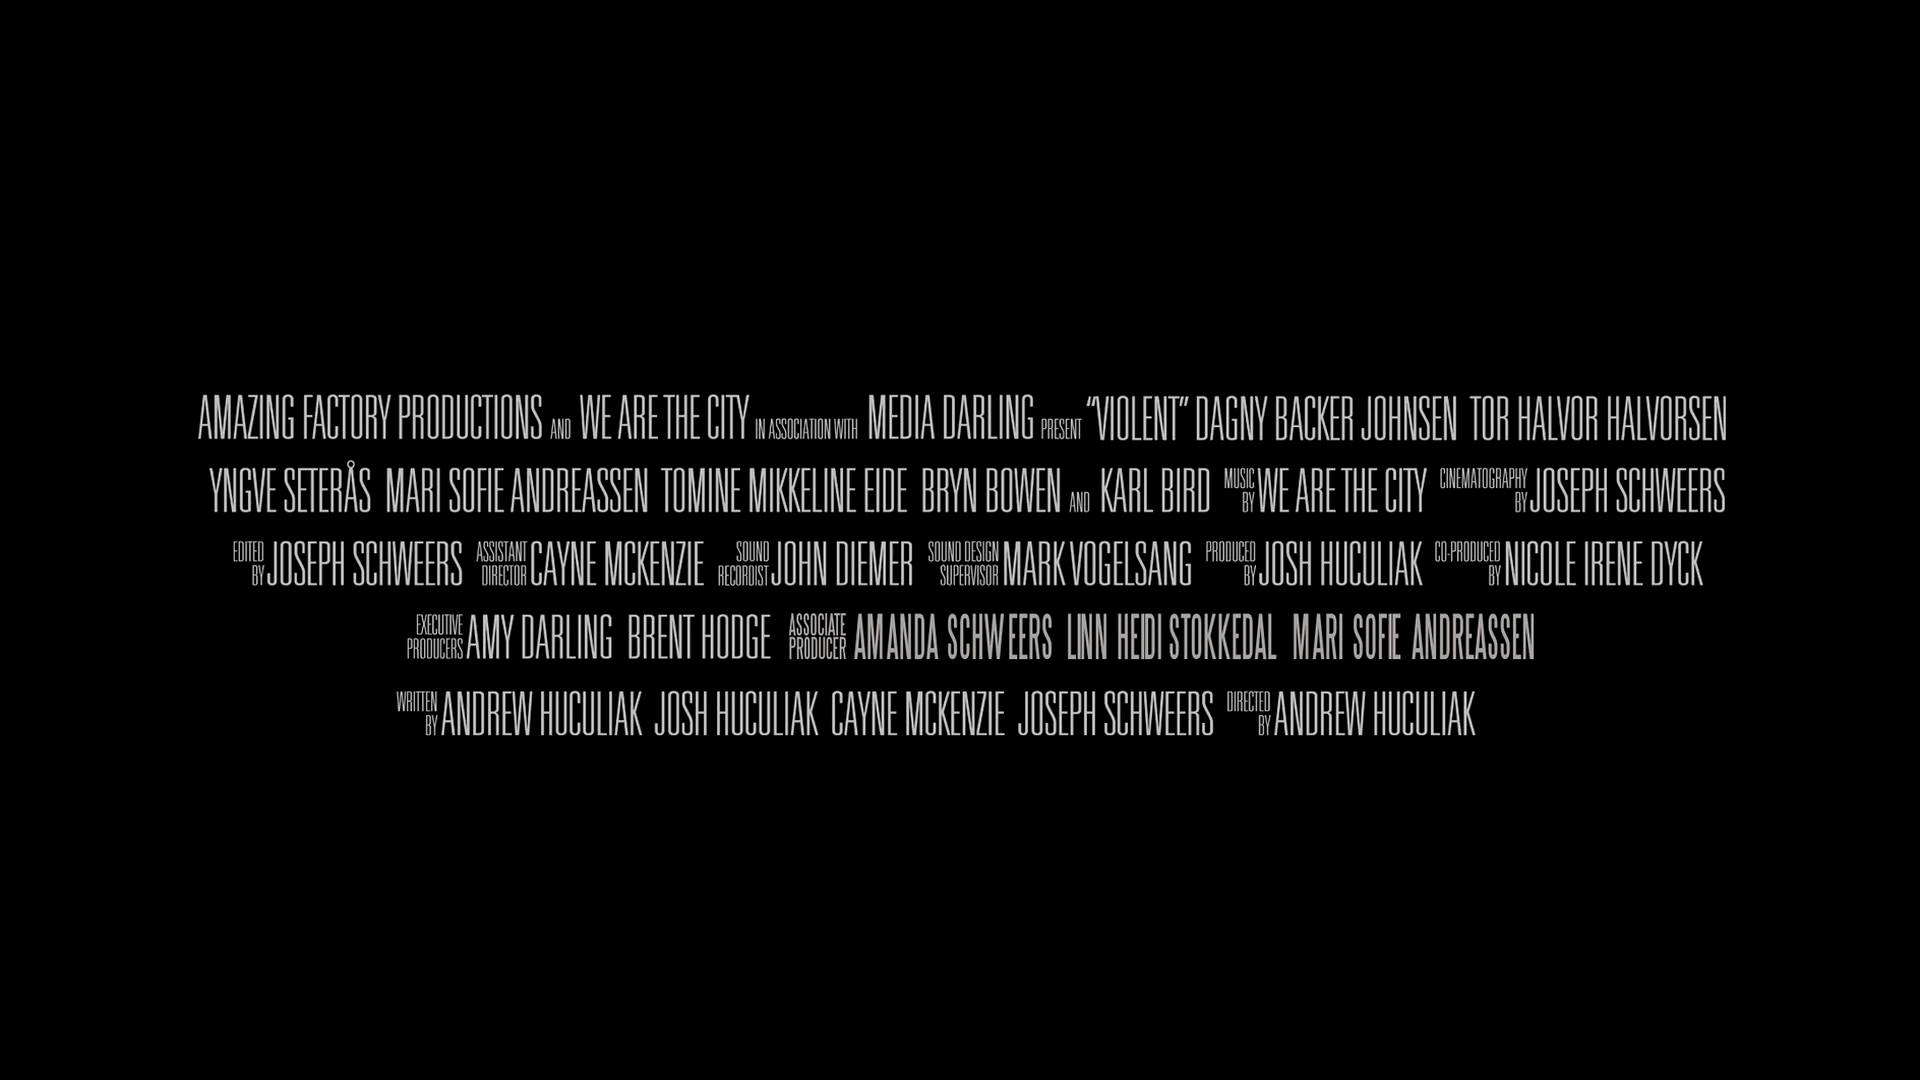 AMAZING FACTORY PRODUCTIONS AND WE ARE THE CITY IN ASSOCIATION WITH MEDIA DARLING PRESENT “VIOLENT” DAGNY BACKER JOHNSEN TOR HALVOR HALVORSEN
YNGVE SETERÅS MARI SOFIE ANDREASSEN TOMINE MIKKELINE EIDE BRYN BOWEN AND KARL BIRD MUSIC BY WE ARE THE CITY CINEMATOGRAPHY BY JOSEPH SCHWEERS
EDITED BY JOSEPH SCHWEERS ASSISTANT DIRECTOR CAYNE MCKENZIE SOUND RECORDIST JOHN DIEMER SOUND DESIGN SUPERVISOR MARK VOGELSANG PRODUCED BY JOSH HUCULIAK CO-PRODUCED BY NICOLE IRENE DYCK
EXECUTIVE PRODUCERS AMY DARLING BRENT HODGE ASSOCIATE PRODUCER AMANDA SCHWEERS LINN HEIDI STOKKEDAL MARI SOFIE ANDREASSEN
WRITTEN BY ANDREW HUCULIAK JOSH HUCULIAK CAYNE MCKENZIE JOSEPH SCHWEERS DIRECTED BY ANDREW HUCULIAK